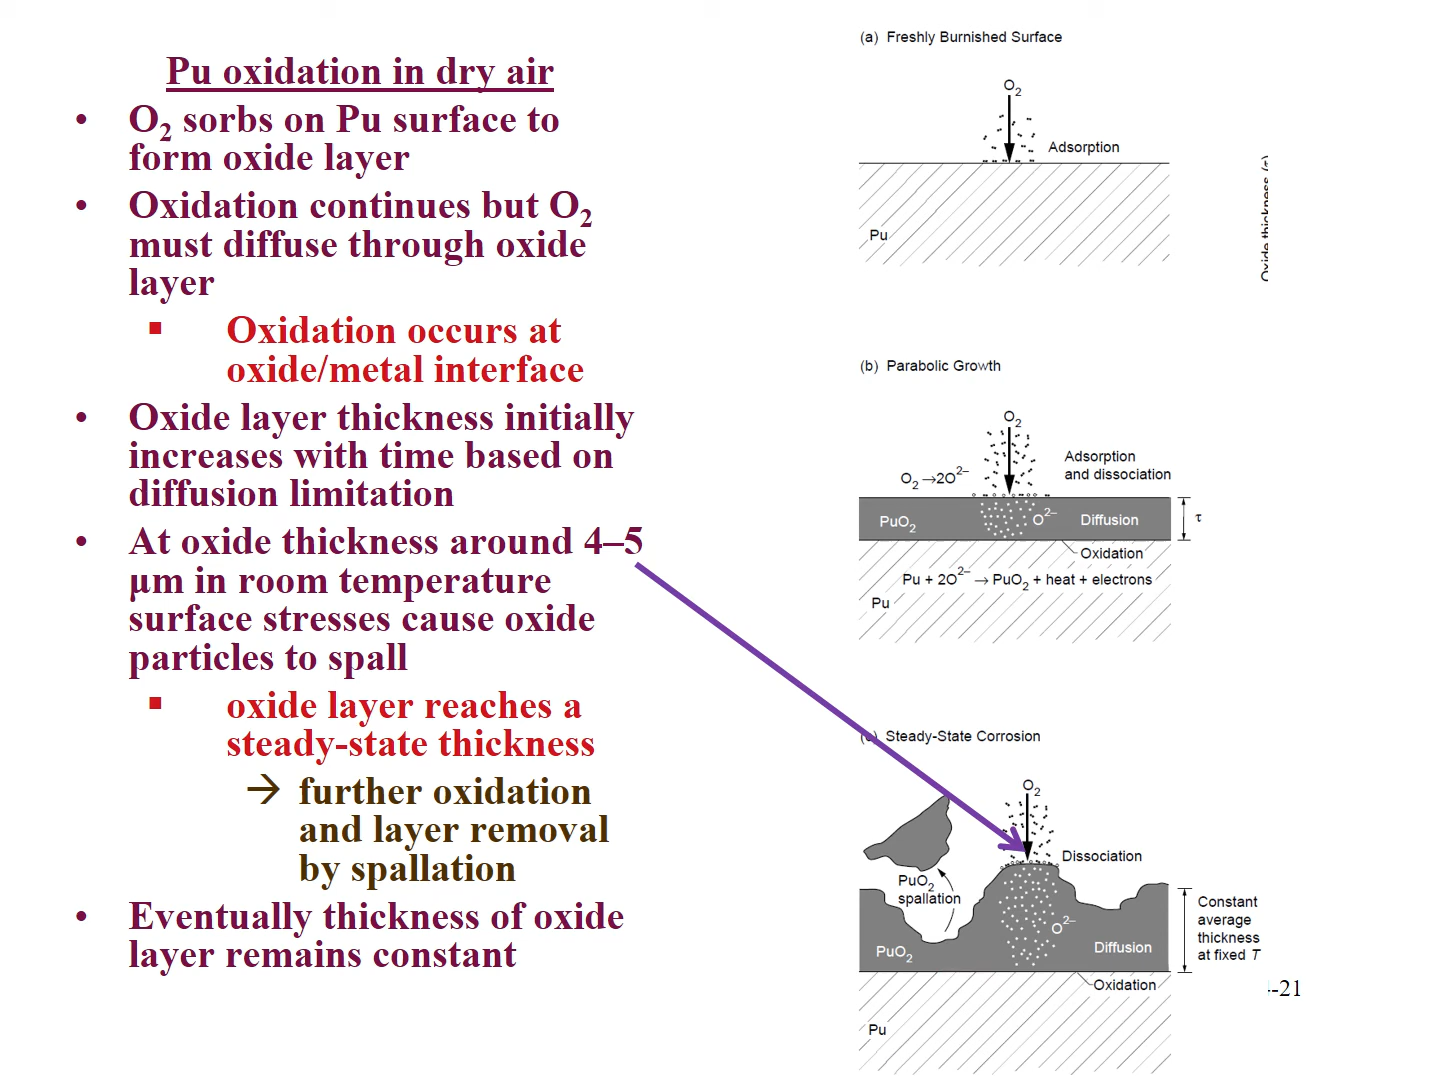 Pu oxidation in dry air
• O₂ sorbs on Pu surface to
form oxide layer
• Oxidation continues but O₂
must diffuse through oxide
layer
▪ Oxidation occurs at
oxide/metal interface
• Oxide layer thickness initially
increases with time based on
diffusion limitation
• At oxide thickness around 4–5
µm in room temperature
surface stresses cause oxide
particles to spall
▪ oxide layer reaches a
steady-state thickness
→ further oxidation
and layer removal
by spallation
• Eventually thickness of oxide
layer remains constant
(a) Freshly Burnished Surface
O₂
Adsorption
Pu
Oxide thickness (τ)
(b) Parabolic Growth
O₂
Adsorption
and dissociation
O₂ →2O²⁻
PuO₂
O²⁻
Diffusion
τ
Oxidation
Pu + 2O²⁻ → PuO₂ + heat + electrons
Pu
(c) Steady-State Corrosion
O₂
Dissociation
PuO₂
spallation
O²⁻
PuO₂
Diffusion
Constant
average
thickness
at fixed T
Oxidation
Pu
-21